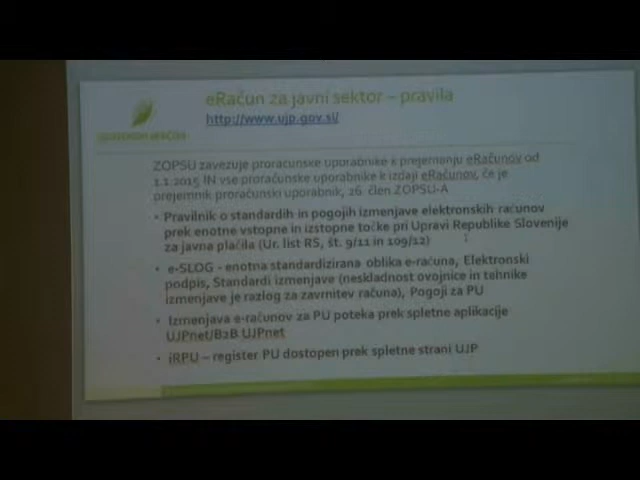 eRačun za javni sektor – pravila
http://www.ujp.gov.si/
ZOPSU zavezuje proračunske uporabnike k prejemanju eRačunov od
1.1.2015 IN vse proračunske uporabnike k izdaji eRačunov, če je
prejemnik proračunski uporabnik, 26. člen ZOPSU-A
• Pravilnik o standardih in pogojih izmenjave elektronskih računov
prek enotne vstopne in izstopne točke pri Upravi Republike Slovenije
za javna plačila (Ur. list RS, št. 9/11 in 109/12)
• e-SLOG - enotna standardizirana oblika e-računa, Elektronski
podpis, Standardi izmenjave (neskladnost ovojnice in tehnike
izmenjave je razlog za zavrnitev računa), Pogoji za PU
• Izmenjava e-računov za PU poteka prek spletne aplikacije
UJPnet/B2B UJPnet
• iRPU – register PU dostopen prek spletne strani UJP